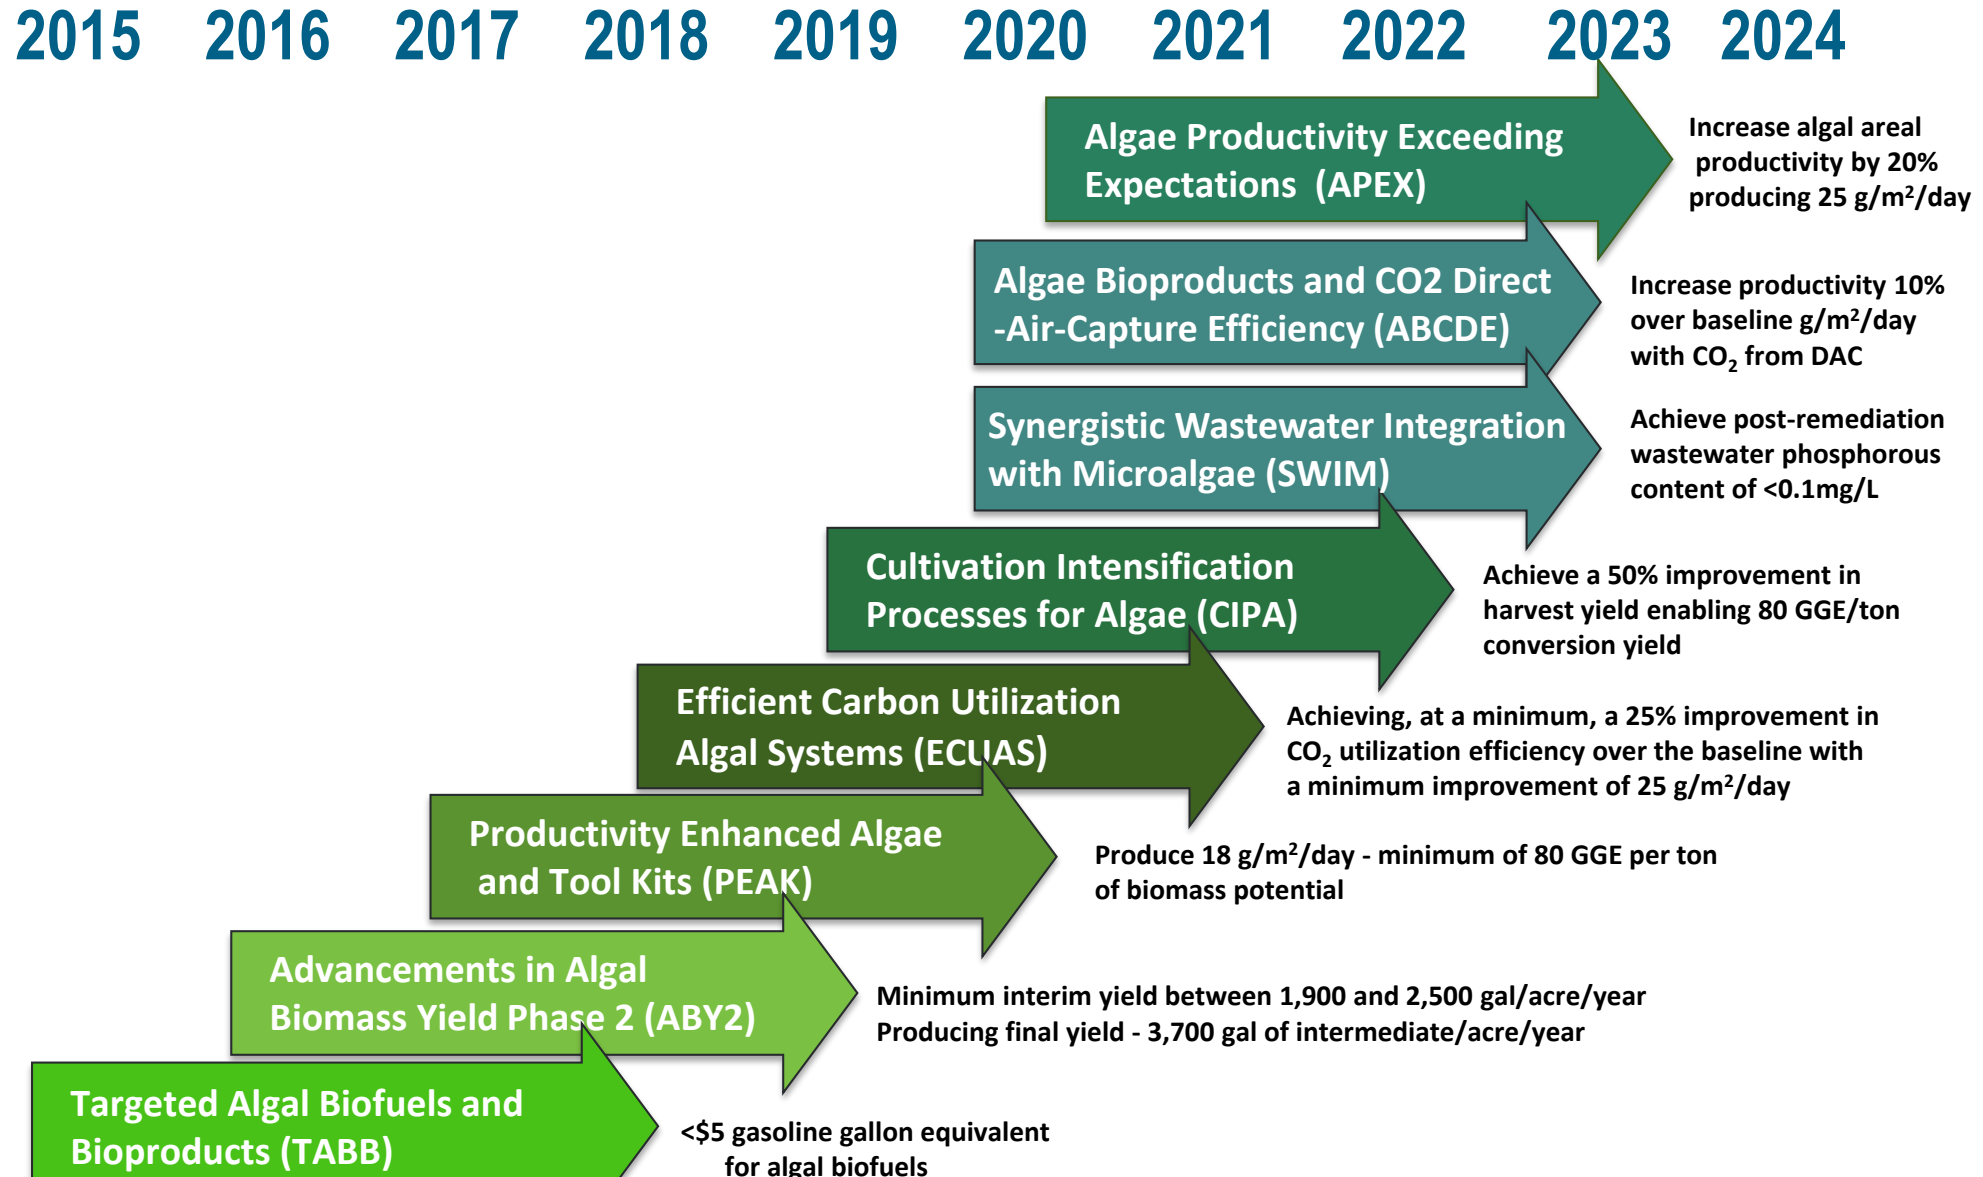 2015 2016 2017 2018 2019 2020 2021 2022 2023 2024
Algae Productivity Exceeding
Expectations (APEX)
Increase algal areal
productivity by 20%
producing 25 g/m²/day
Algae Bioproducts and CO2 Direct
-Air-Capture Efficiency (ABCDE)
Increase productivity 10%
over baseline g/m²/day
with CO₂ from DAC
Synergistic Wastewater Integration
with Microalgae (SWIM)
Achieve post-remediation
wastewater phosphorous
content of <0.1mg/L
Cultivation Intensification
Processes for Algae (CIPA)
Achieve a 50% improvement in
harvest yield enabling 80 GGE/ton
conversion yield
Efficient Carbon Utilization
Algal Systems (ECUAS)
Achieving, at a minimum, a 25% improvement in
CO₂ utilization efficiency over the baseline with
a minimum improvement of 25 g/m²/day
Productivity Enhanced Algae
and Tool Kits (PEAK)
Produce 18 g/m²/day - minimum of 80 GGE per ton
of biomass potential
Advancements in Algal
Biomass Yield Phase 2 (ABY2)
Minimum interim yield between 1,900 and 2,500 gal/acre/year
Producing final yield - 3,700 gal of intermediate/acre/year
Targeted Algal Biofuels and
Bioproducts (TABB)
<$5 gasoline gallon equivalent
for algal biofuels